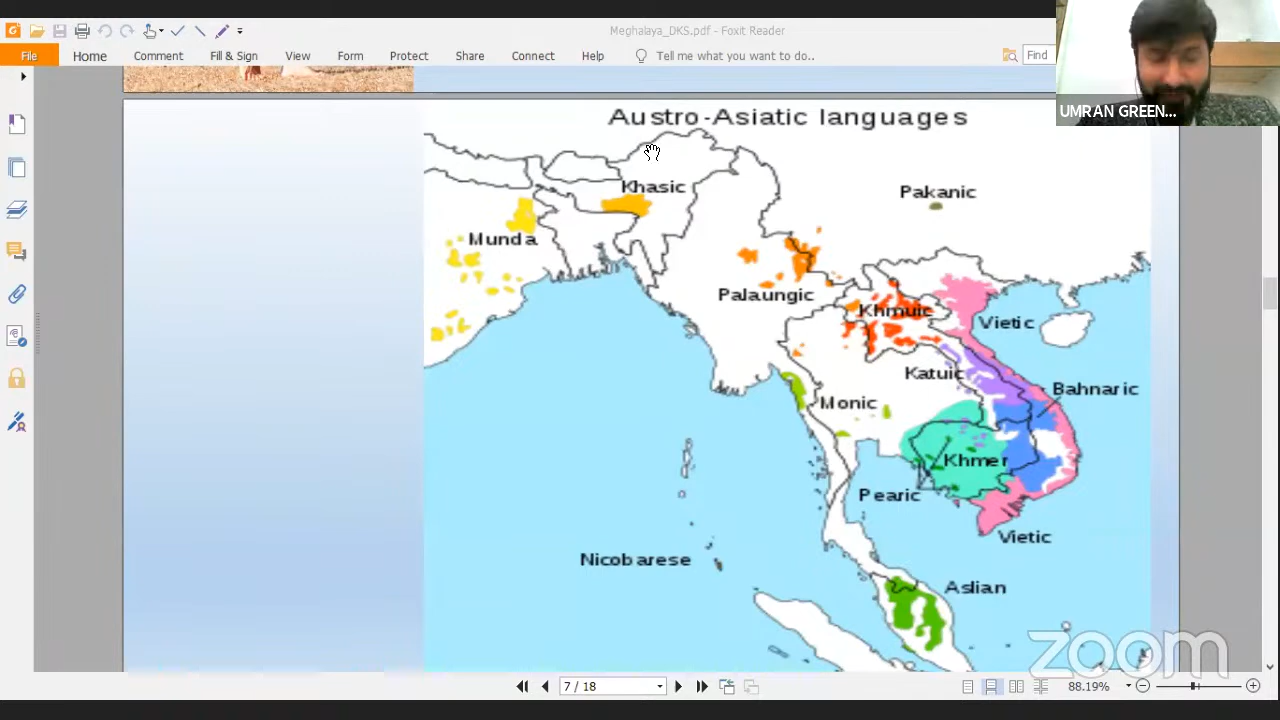 Meghalaya_DKS.pdf - Foxit Reader
File Home Comment Fill & Sign View Form Protect Share Connect Help Tell me what you want to do.. Find
UMRAN GREEN...
Austro-Asiatic languages
Khasic
Pakanic
Munda
Palaungic
Khmuic
Vietic
Katuic
Bahnaric
Monic
Khmer
Pearic
Vietic
Nicobarese
Aslian
zoom
7 / 18
88.19%